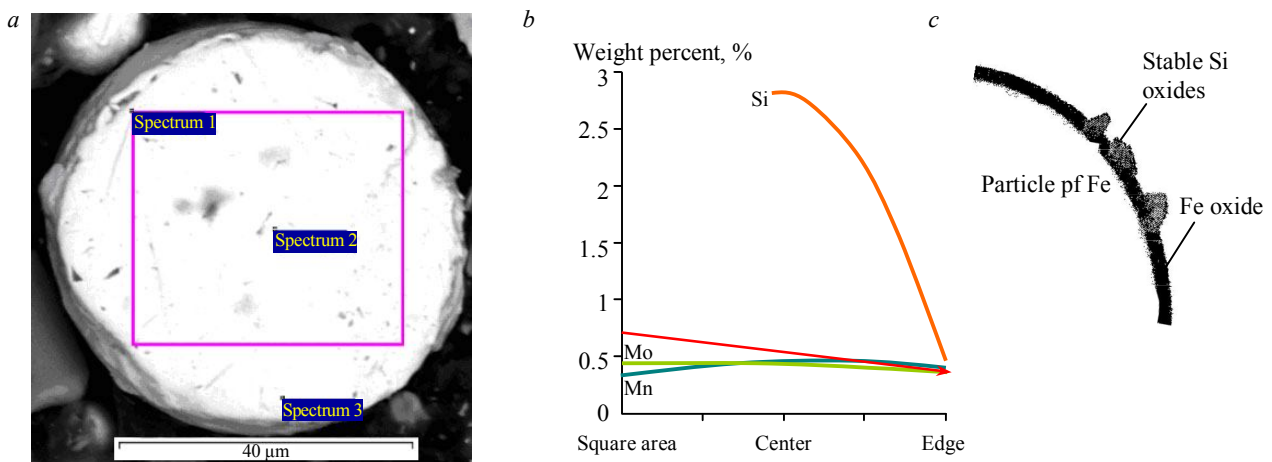 a
Spectrum 1
Spectrum 2
Spectrum 3
40 μm
b
Weight percent, %
3
2.5
2
1.5
1
0.5
0
Si
Mo
Mn
Square area
Center
Edge
c
Stable Si
oxides
Particle pf Fe
Fe oxide